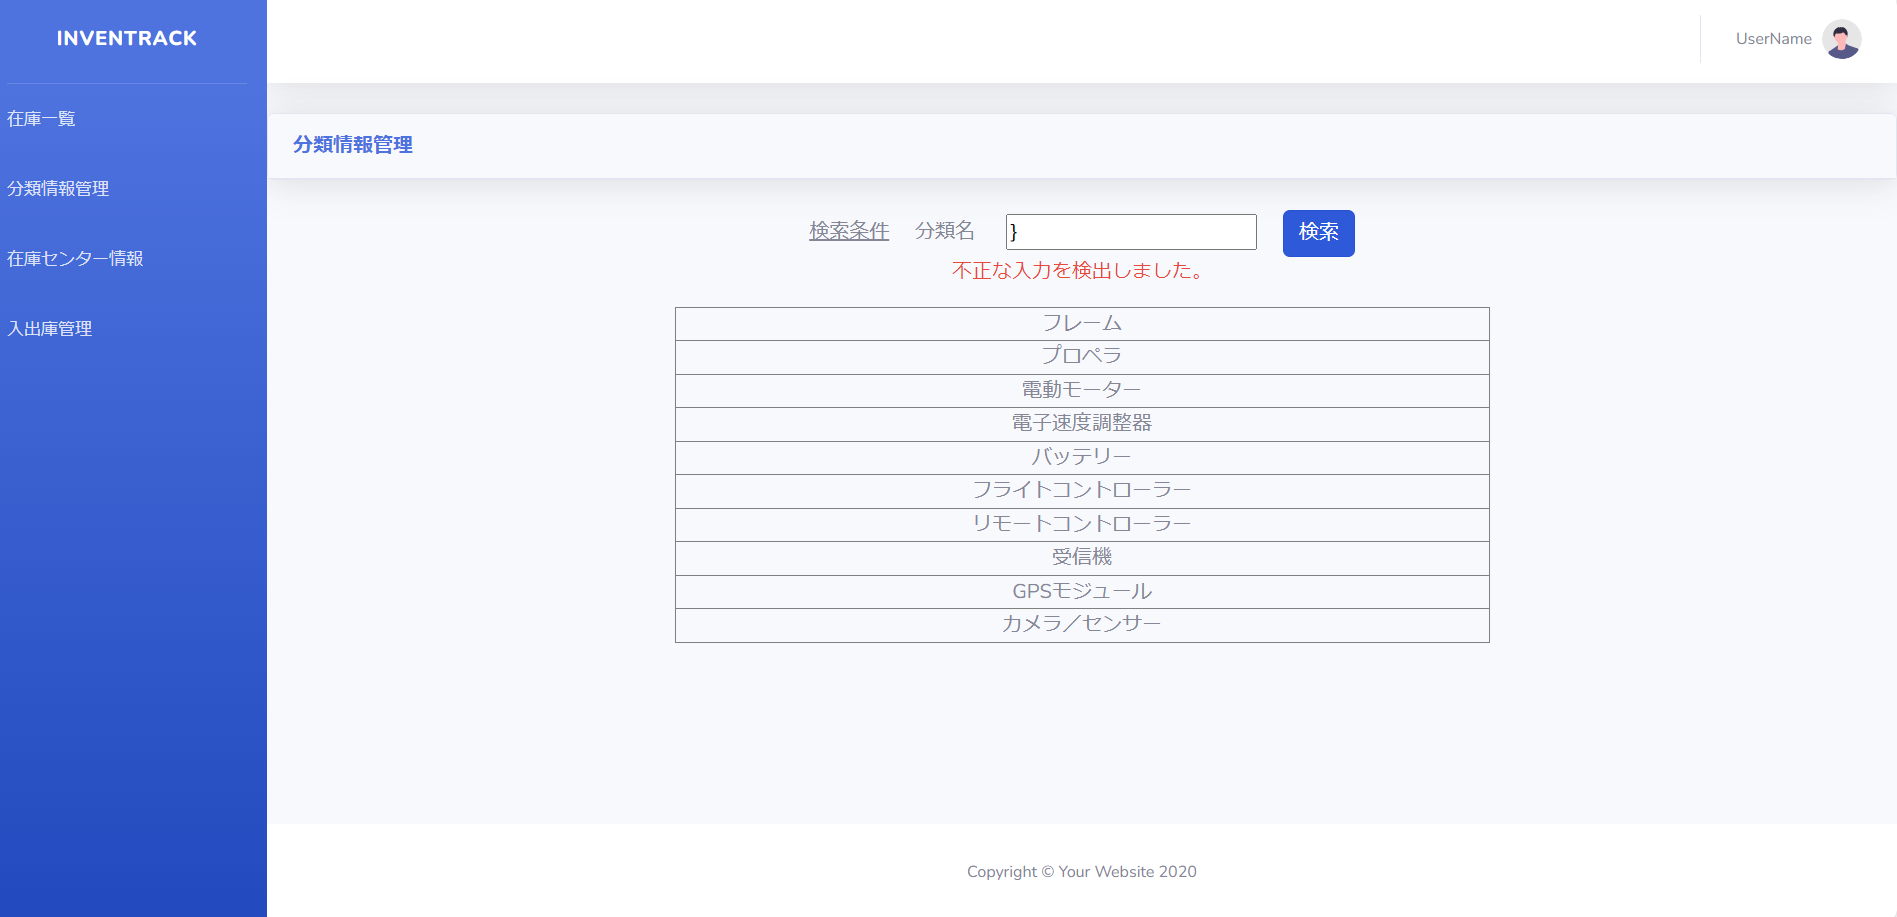 INVENTRACK
UserName
在庫一覧
分類情報管理
在庫センター情報
入出庫管理
分類情報管理
検索条件 分類名 } 検索
不正な入力を検出しました。
フレーム
プロペラ
電動モーター
電子速度調整器
バッテリー
フライトコントローラー
リモートコントローラー
受信機
GPSモジュール
カメラ／センサー
Copyright © Your Website 2020